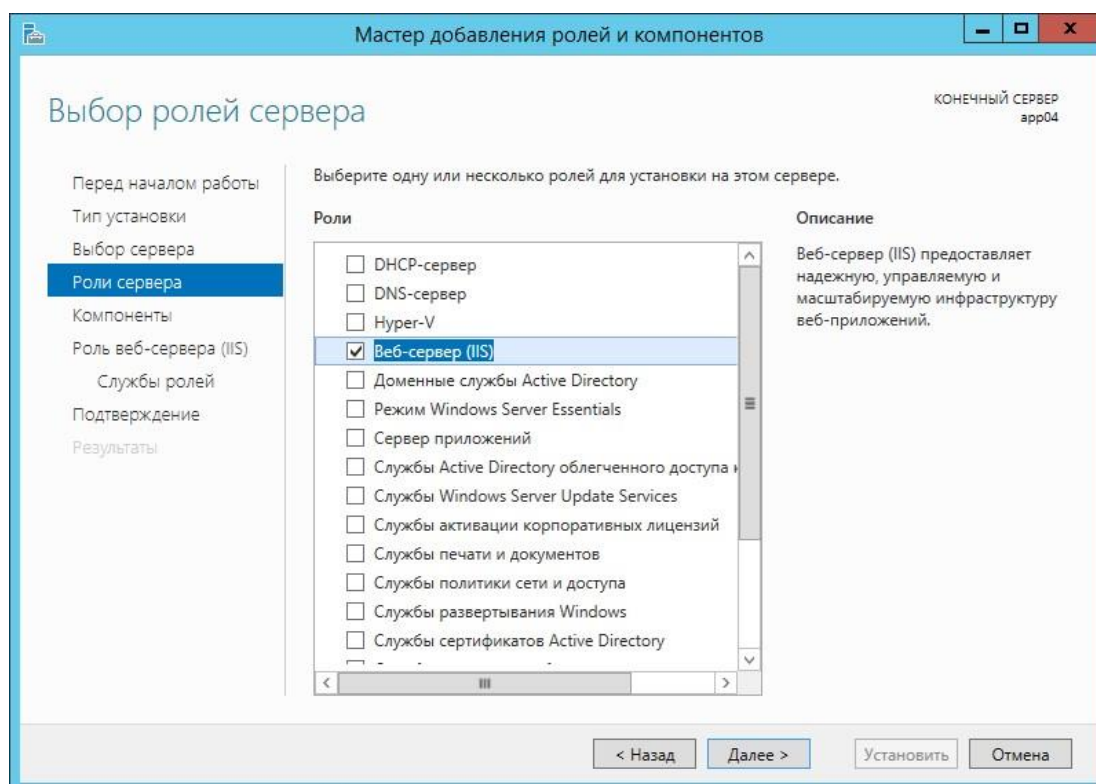 Мастер добавления ролей и компонентов
Выбор ролей сервера
КОНЕЧНЫЙ СЕРВЕР
app04
Перед началом работы
Тип установки
Выбор сервера
Роли сервера
Компоненты
Роль веб-сервера (IIS)
Службы ролей
Подтверждение
Результаты
Выберите одну или несколько ролей для установки на этом сервере.
Роли
DHCP-сервер
DNS-сервер
Hyper-V
Веб-сервер (IIS)
Доменные службы Active Directory
Режим Windows Server Essentials
Сервер приложений
Службы Active Directory облегченного доступа
Службы Windows Server Update Services
Службы активации корпоративных лицензий
Службы печати и документов
Службы политики сети и доступа
Службы развертывания Windows
Службы сертификатов Active Directory
Описание
Веб-сервер (IIS) предоставляет
надежную, управляемую и
масштабируемую инфраструктуру
веб-приложений.
< Назад
Далее >
Установить
Отмена